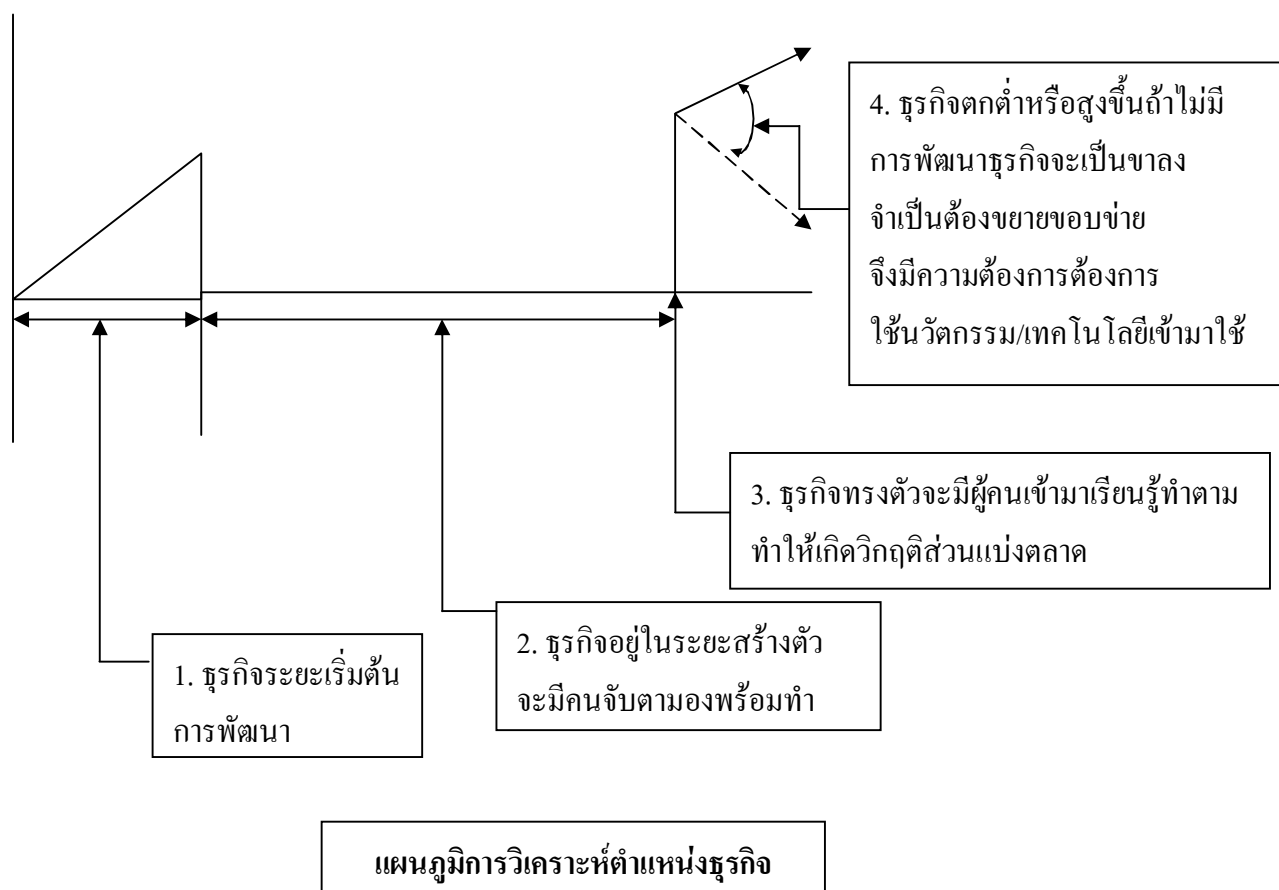 4. ธุรกิจตกต่ำหรือสูงขึ้นถ้าไม่มี
การพัฒนาธุรกิจจะเป็นขาลง
จำเป็นต้องขยายขอบข่าย
จึงมีความต้องการต้องการ
ใช้นวัตกรรม/เทคโนโลยีเข้ามาใช้
3. ธุรกิจทรงตัวจะมีผู้คนเข้ามาเรียนรู้ทำตาม
ทำให้เกิดวิกฤติส่วนแบ่งตลาด
2. ธุรกิจอยู่ในระยะสร้างตัว
จะมีคนจับตามองพร้อมทำ
1. ธุรกิจระยะเริ่มต้น
การพัฒนา
แผนภูมิการวิเคราะห์ตำแหน่งธุรกิจ